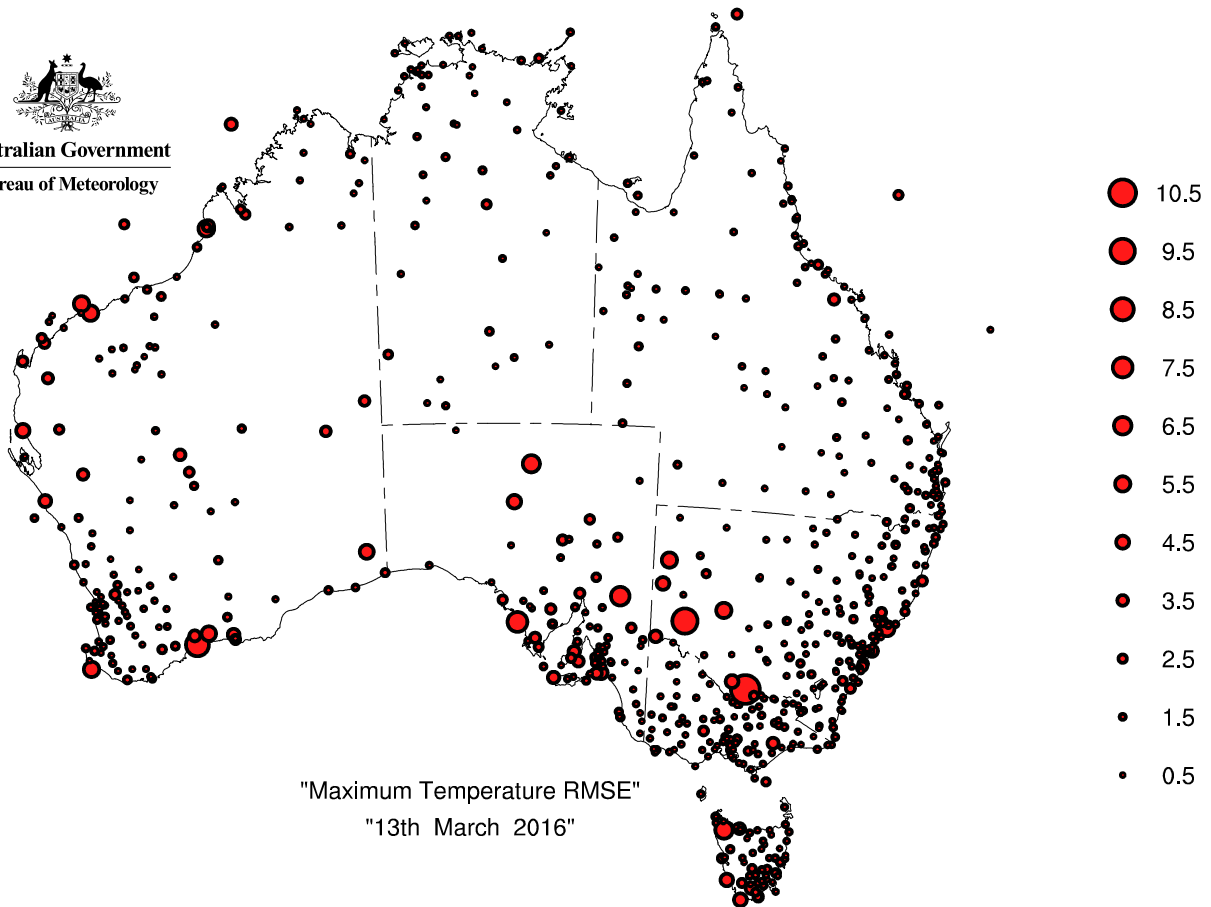 AUSTRALIA
tralian Government
reau of Meteorology
10.5
9.5
8.5
7.5
6.5
5.5
4.5
3.5
2.5
1.5
0.5
"Maximum Temperature RMSE"
"13th March 2016"